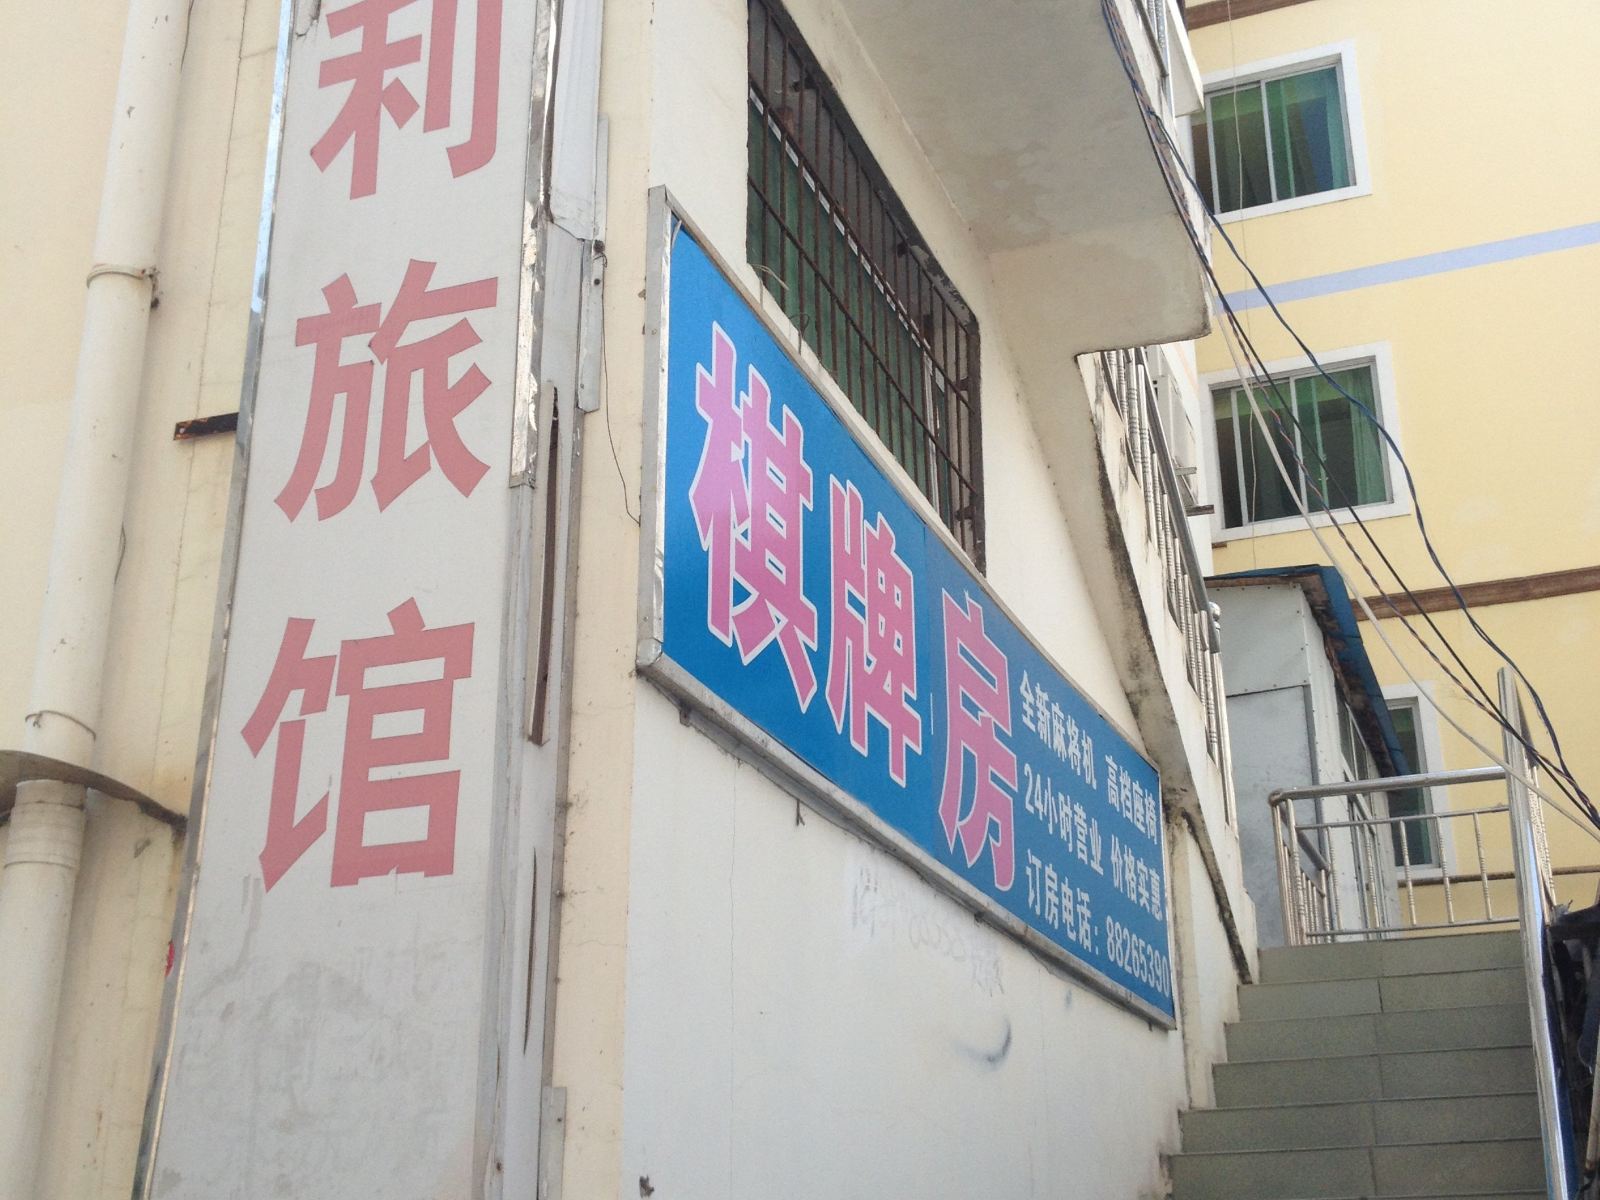 旅
馆
棋牌房
全新麻将机 高档座椅
24小时营业 价格实惠
订房电话：88265390